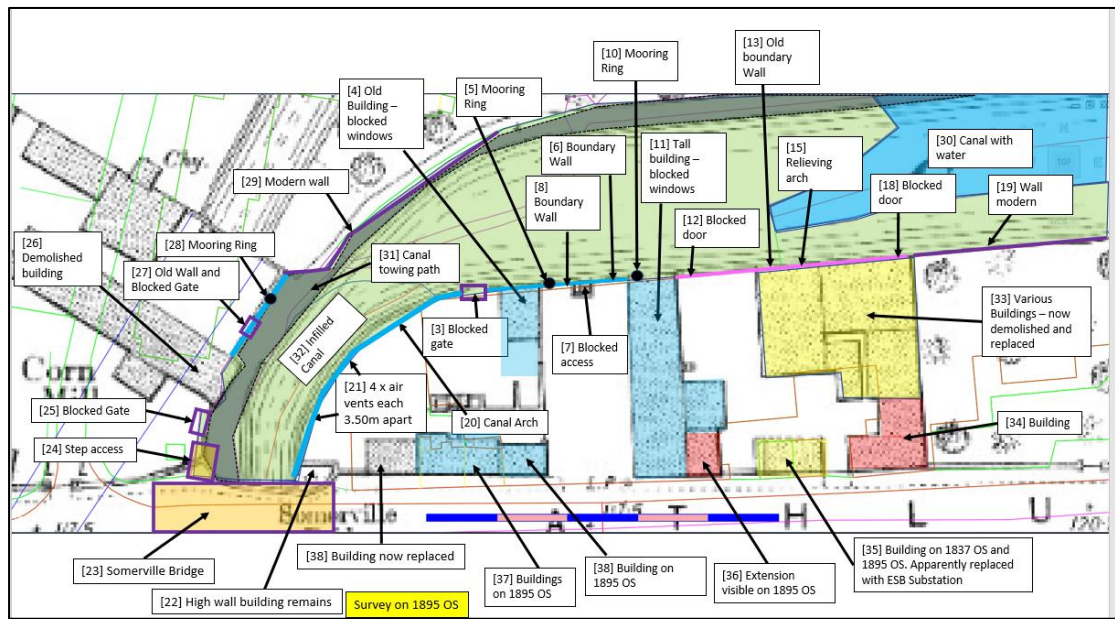 [13] Old
boundary
Wall
[10] Mooring
Ring
[4] Old
Building –
blocked
windows
[5] Mooring
Ring
[6] Boundary
Wall
[11] Tall
building –
blocked
windows
[15]
Relieving
arch
[30] Canal with
water
TOP
Chy.
[29] Modern wall
[8]
Boundary
Wall
[18] Blocked
door
[19] Wall
modern
[12] Blocked
door
[26]
Demolished
building
[28] Mooring Ring
[27] Old Wall and
Blocked Gate
[31] Canal
towing path
[32] Infilled
Canal
[3] Blocked
gate
[7] Blocked
access
[33] Various
Buildings – now
demolished and
replaced
Corn
Mill
[21] 4 x air
vents each
3.50m apart
[25] Blocked Gate
[20] Canal Arch
[34] Building
[24] Step access
L.P.
Somerville
A T H L U
[23] Somerville Bridge
[38] Building now replaced
[22] High wall building remains
Survey on 1895 OS
[37] Buildings
on 1895 OS
[38] Building on
1895 OS
[36] Extension
visible on 1895 OS
[35] Building on 1837 OS and
1895 OS. Apparently replaced
with ESB Substation